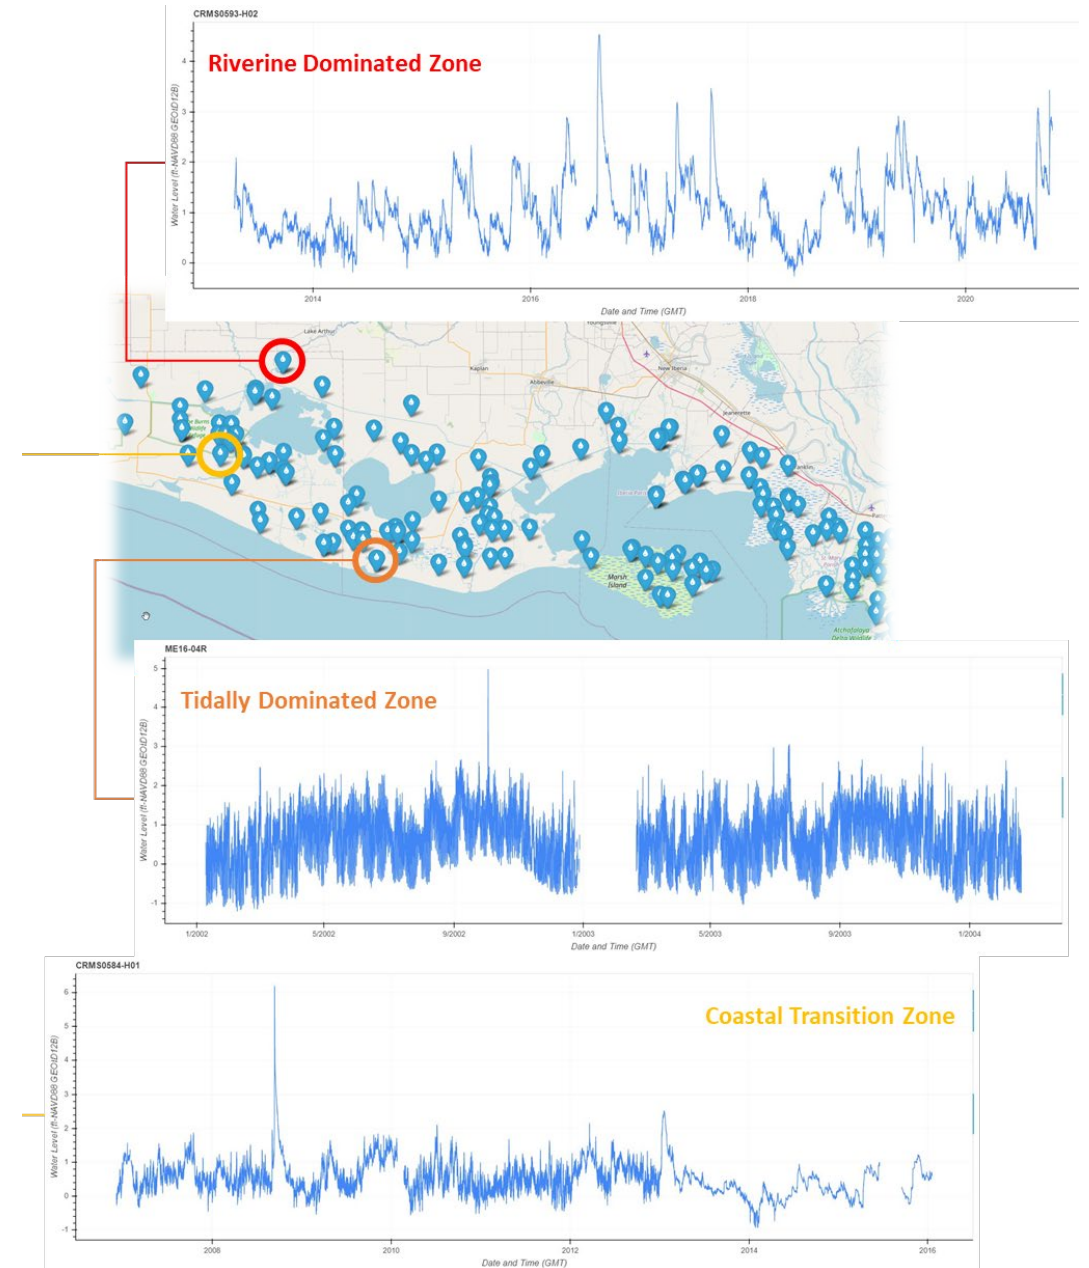 CRMS0593-H02
Riverine Dominated Zone
Water Level (ft-NAVD88 GEOID12B)
4
3
2
1
0
2014
2016
2018
2020
Date and Time (GMT)
Lake Arthur
Kaplan
Abbeville
New Iberia
Jeanerette
Marsh
Island
Atchafalaya
ME16-04R
Tidally Dominated Zone
Water Level (ft-NAVD88 GEOID12B)
5
4
3
2
1
0
-1
1/2002
5/2002
9/2002
1/2003
5/2003
9/2003
1/2004
Date and Time (GMT)
CRMS0584-H01
Coastal Transition Zone
Water Level (ft-NAVD88 GEOID12B)
6
5
4
3
2
1
0
-1
2008
2010
2012
2014
2016
Date and Time (GMT)